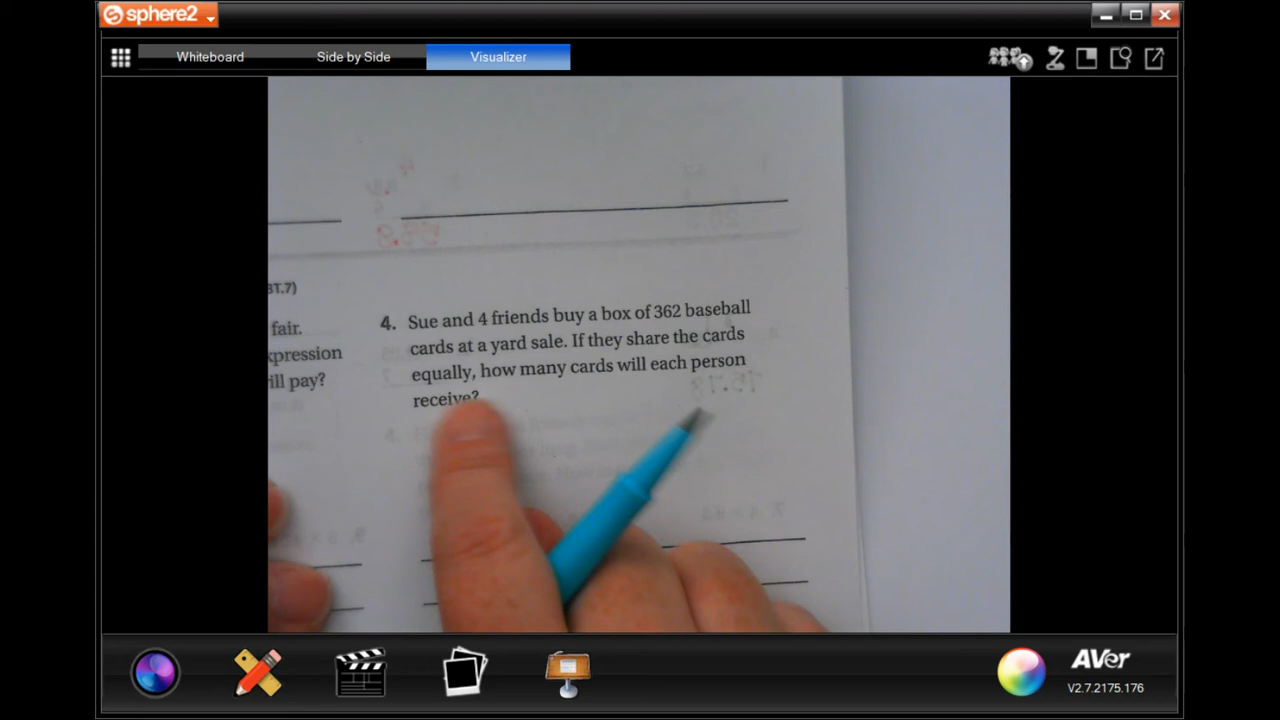 sphere2
Whiteboard
Side by Side
Visualizer
BT.7)
fair.
xpression
ill pay?
4. Sue and 4 friends buy a box of 362 baseball
cards at a yard sale. If they share the cards
equally, how many cards will each person
receive?
AVer
V2.7.2175.176